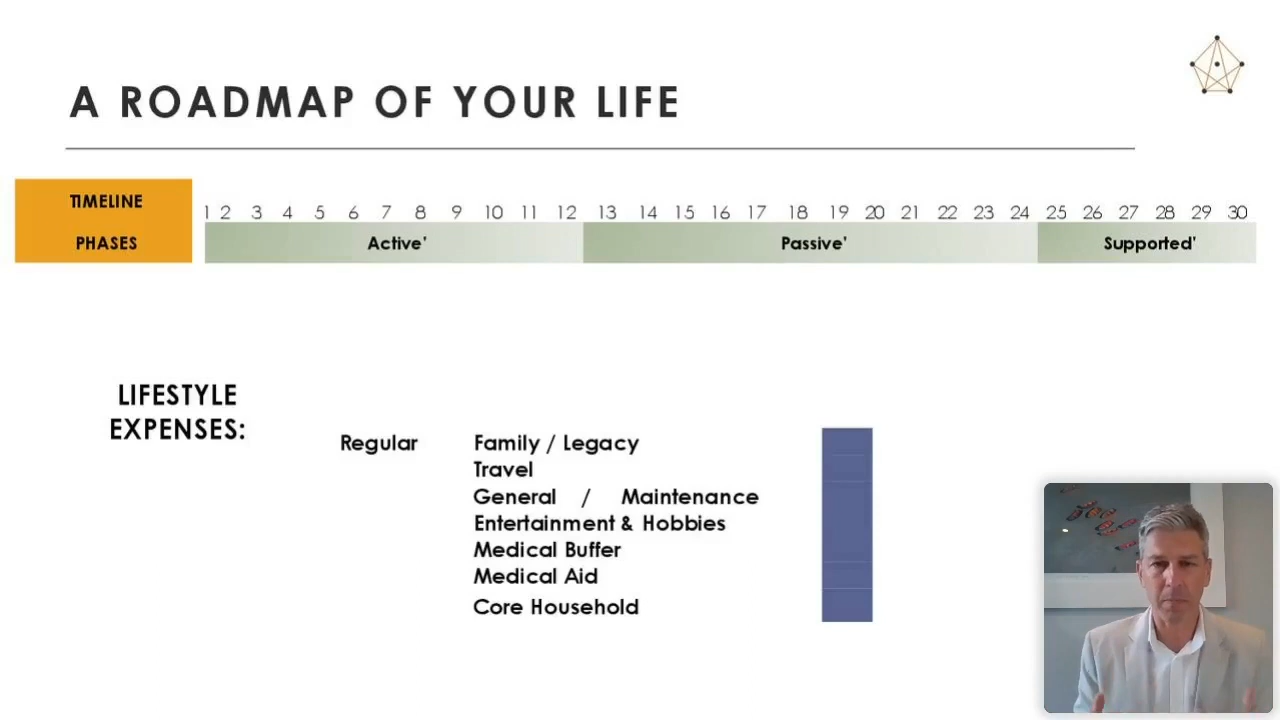 A ROADMAP OF YOUR LIFE
TIMELINE
1 2 3 4 5 6 7 8 9 10 11 12 13 14 15 16 17 18 19 20 21 22 23 24 25 26 27 28 29 30
PHASES
Active' Passive' Supported'
LIFESTYLE
EXPENSES:
Regular Family / Legacy
Travel
General / Maintenance
Entertainment & Hobbies
Medical Buffer
Medical Aid
Core Household